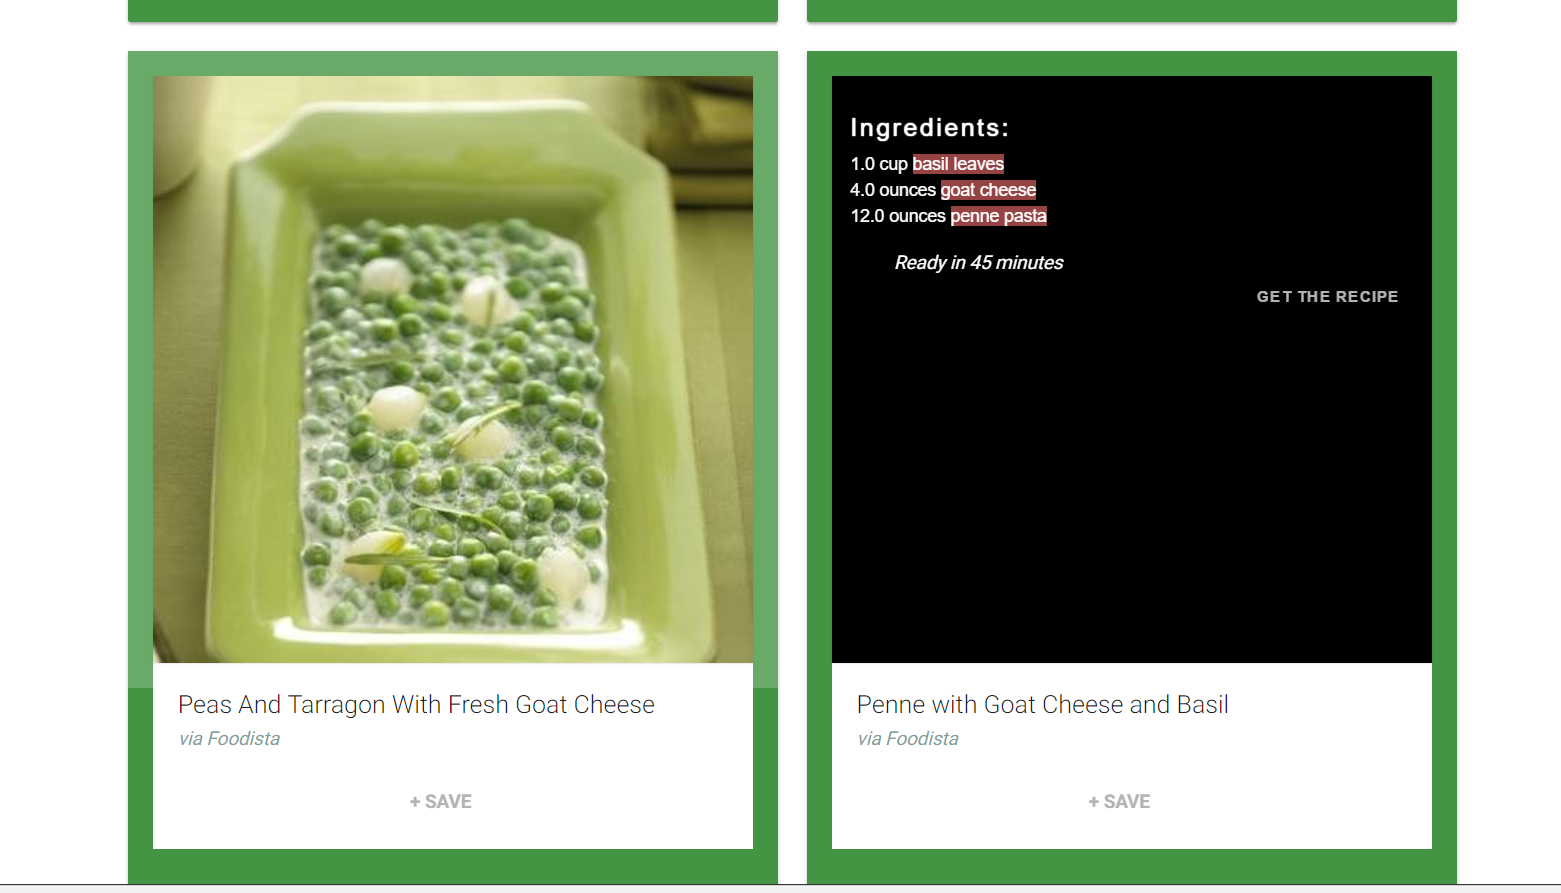 Peas And Tarragon With Fresh Goat Cheese
via Foodista
+ SAVE
Ingredients:
1.0 cup basil leaves
4.0 ounces goat cheese
12.0 ounces penne pasta
Ready in 45 minutes
GET THE RECIPE
Penne with Goat Cheese and Basil
via Foodista
+ SAVE